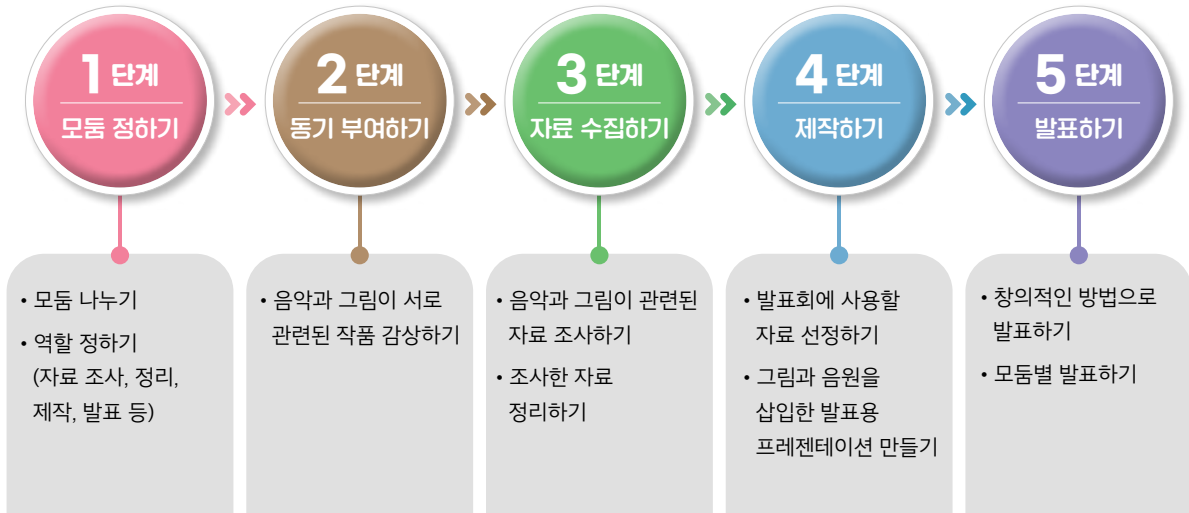 1 단계
모둠 정하기
2 단계
동기 부여하기
3 단계
자료 수집하기
4 단계
제작하기
5 단계
발표하기
• 모둠 나누기
• 역할 정하기
(자료 조사, 정리,
제작, 발표 등)
• 음악과 그림이 서로
관련된 작품 감상하기
• 음악과 그림이 관련된
자료 조사하기
• 조사한 자료
정리하기
• 발표회에 사용할
자료 선정하기
• 그림과 음원을
삽입한 발표용
프레젠테이션 만들기
• 창의적인 방법으로
발표하기
• 모둠별 발표하기